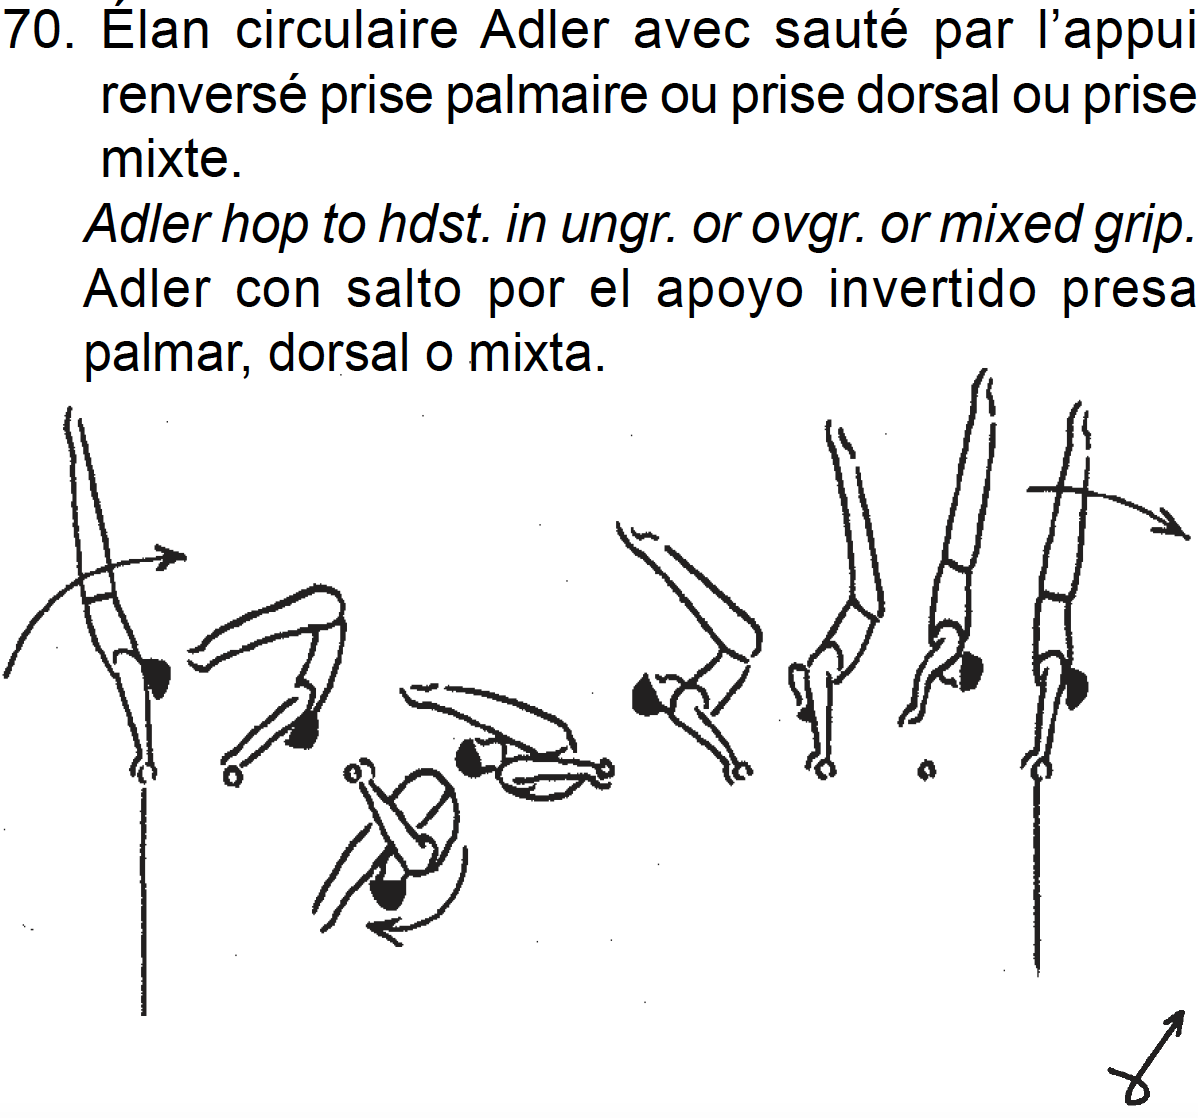 70. Élan circulaire Adler avec sauté par l’appui
renversé prise palmaire ou prise dorsal ou prise
mixte.
Adler hop to hdst. in ungr. or ovgr. or mixed grip.
Adler con salto por el apoyo invertido presa
palmar, dorsal o mixta.